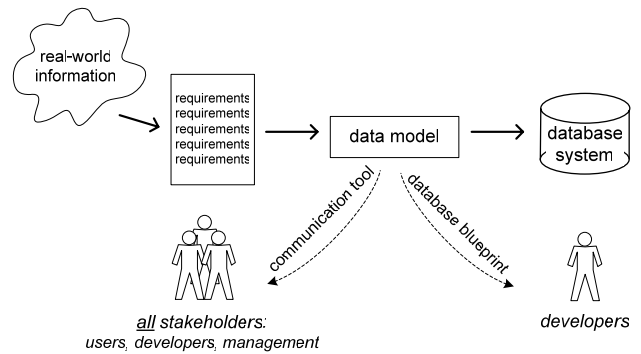 real-world
information
requirements
requirements
requirements
requirements
requirements
data model
database
system
communication tool
database blueprint
all stakeholders:
users, developers, management
developers